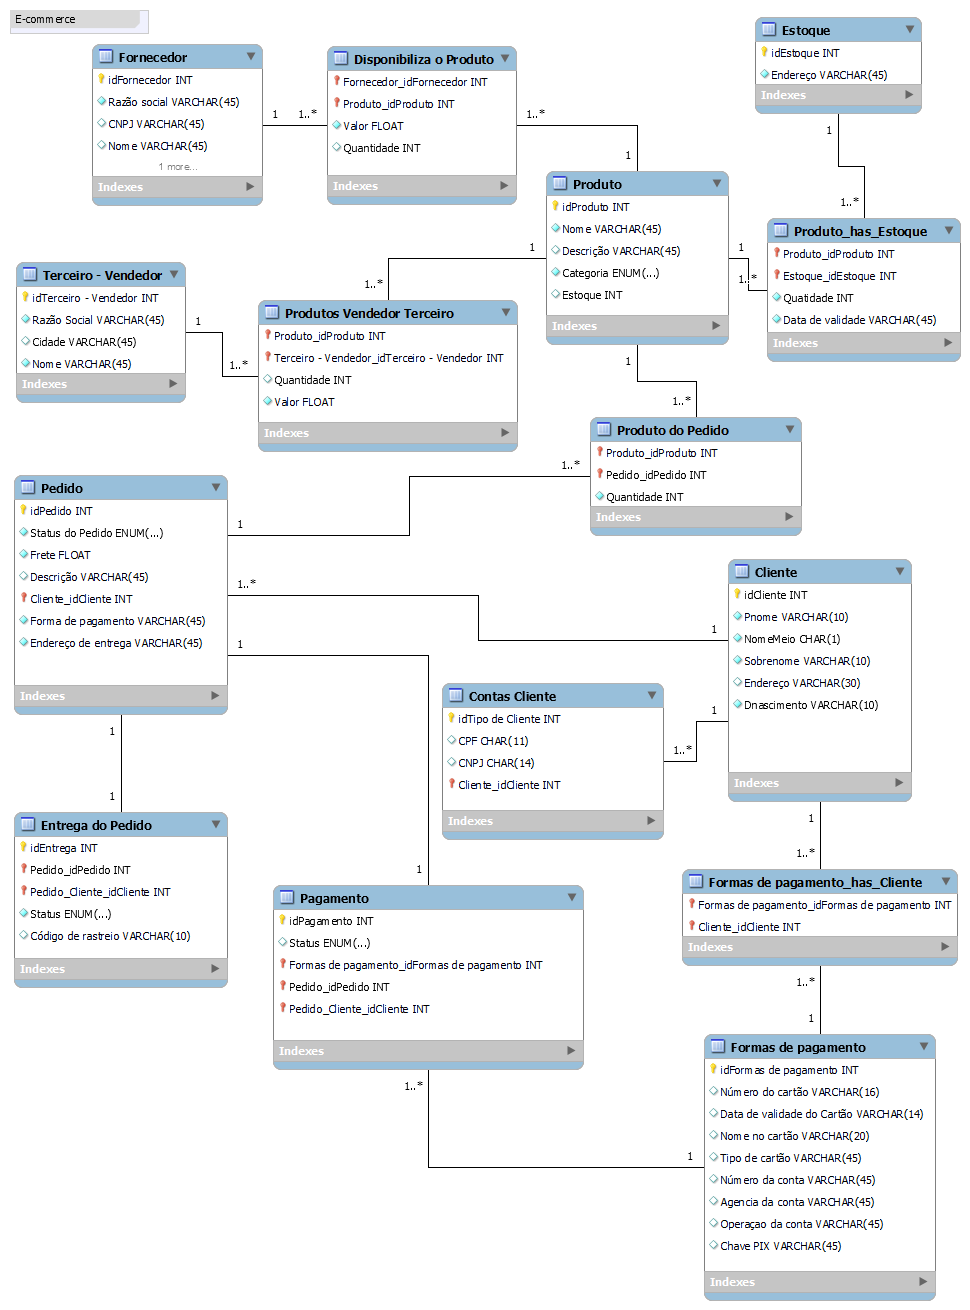 E-commerce
Fornecedor
idFornecedor INT
Razão social VARCHAR(45)
CNPJ VARCHAR(45)
Nome VARCHAR(45)
1 more...
Indexes
1
1..*
Disponibiliza o Produto
Fornecedor_idFornecedor INT
Produto_idProduto INT
Valor FLOAT
Quantidade INT
Indexes
1..*
1
Estoque
idEstoque INT
Endereço VARCHAR(45)
Indexes
1
1..*
Produto
idProduto INT
Nome VARCHAR(45)
Descrição VARCHAR(45)
Categoria ENUM(...)
Estoque INT
Indexes
1
1..*
Produto_has_Estoque
Produto_idProduto INT
Estoque_idEstoque INT
Quatidade INT
Data de validade VARCHAR(45)
Indexes
1
1..*
Terceiro - Vendedor
idTerceiro - Vendedor INT
Razão Social VARCHAR(45)
Cidade VARCHAR(45)
Nome VARCHAR(45)
Indexes
1
1..*
Produtos Vendedor Terceiro
Produto_idProduto INT
Terceiro - Vendedor_idTerceiro - Vendedor INT
Quantidade INT
Valor FLOAT
Indexes
1
1..*
Produto do Pedido
Produto_idProduto INT
Pedido_idPedido INT
Quantidade INT
Indexes
1..*
1
Pedido
idPedido INT
Status do Pedido ENUM(...)
Frete FLOAT
Descrição VARCHAR(45)
Cliente_idCliente INT
Forma de pagamento VARCHAR(45)
Endereço de entrega VARCHAR(45)
Indexes
1..*
1
1
Cliente
idCliente INT
Pnome VARCHAR(10)
NomeMeio CHAR(1)
Sobrenome VARCHAR(10)
Endereço VARCHAR(30)
Dnascimento VARCHAR(10)
Indexes
1
1..*
Contas Cliente
idTipo de Cliente INT
CPF CHAR(11)
CNPJ CHAR(14)
Cliente_idCliente INT
Indexes
1
1
Entrega do Pedido
idEntrega INT
Pedido_idPedido INT
Pedido_Cliente_idCliente INT
Status ENUM(...)
Código de rastreio VARCHAR(10)
Indexes
1
Pagamento
idPagamento INT
Status ENUM(...)
Formas de pagamento_idFormas de pagamento INT
Pedido_idPedido INT
Pedido_Cliente_idCliente INT
Indexes
1..*
1
1
1..*
Formas de pagamento_has_Cliente
Formas de pagamento_idFormas de pagamento INT
Cliente_idCliente INT
Indexes
1..*
1
Formas de pagamento
idFormas de pagamento INT
Número do cartão VARCHAR(16)
Data de validade do Cartão VARCHAR(14)
Nome no cartão VARCHAR(20)
Tipo de cartão VARCHAR(45)
Número da conta VARCHAR(45)
Agencia da conta VARCHAR(45)
Operaçao da conta VARCHAR(45)
Chave PIX VARCHAR(45)
Indexes